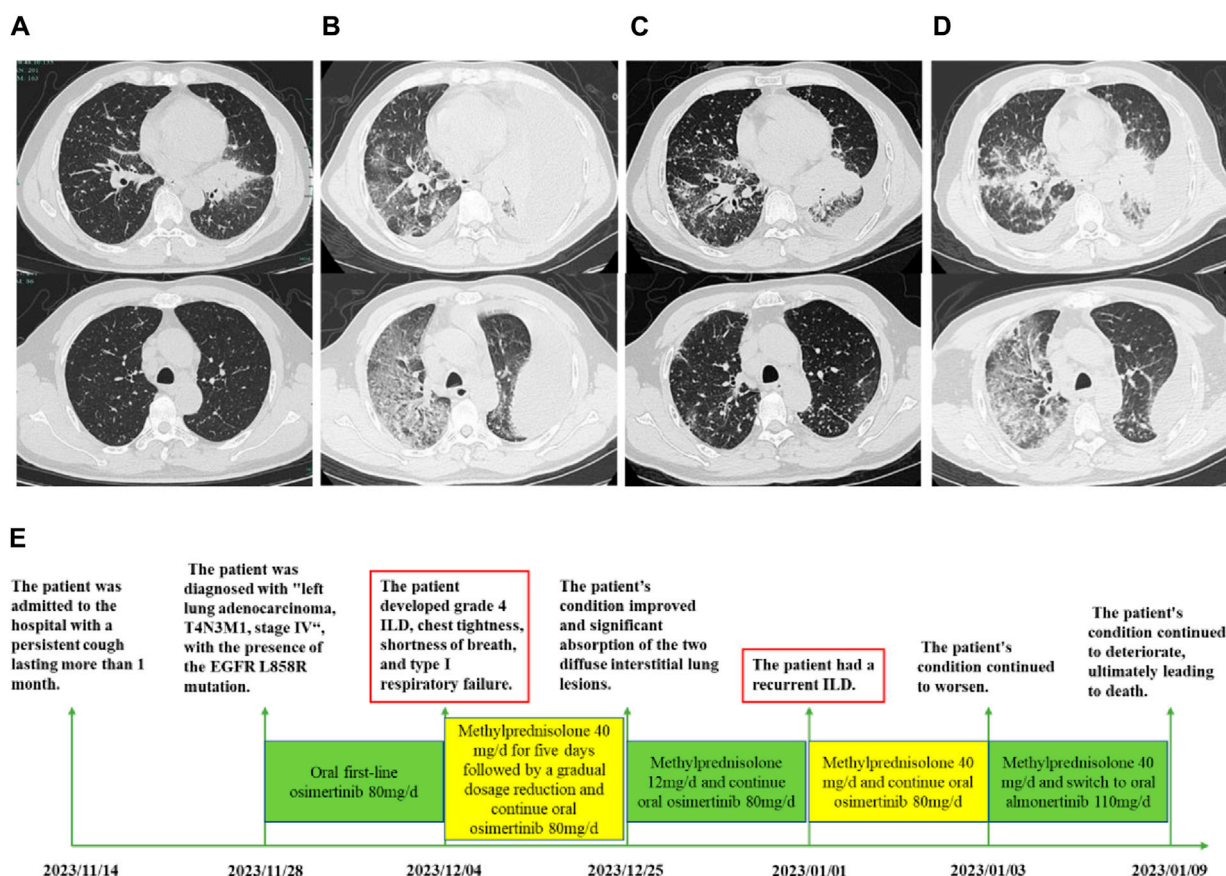 A
B
C
D
E
The patient was
admitted to the
hospital with a
persistent cough
lasting more than 1
month.
The patient was
diagnosed with "left
lung adenocarcinoma,
T4N3M1, stage IV“,
with the presence of
the EGFR L858R
mutation.
The patient
developed grade 4
ILD, chest tightness,
shortness of breath,
and type I
respiratory failure.
The patient’s
condition improved
and significant
absorption of the two
diffuse interstitial lung
lesions.
The patient had a
recurrent ILD.
The patient's
condition continued
to worsen.
The patient's
condition continued
to deteriorate,
ultimately leading
to death.
Oral first-line
osimertinib 80mg/d
Methylprednisolone 40
mg/d for five days
followed by a gradual
dosage reduction and
continue oral
osimertinib 80mg/d
Methylprednisolone
12mg/d and continue
oral osimertinib 80mg/d
Methylprednisolone 40
mg/d and continue oral
osimertinib 80mg/d
Methylprednisolone 40
mg/d and switch to oral
almonertinib 110mg/d
2023/11/14
2023/11/28
2023/12/04
2023/12/25
2023/01/01
2023/01/03
2023/01/09